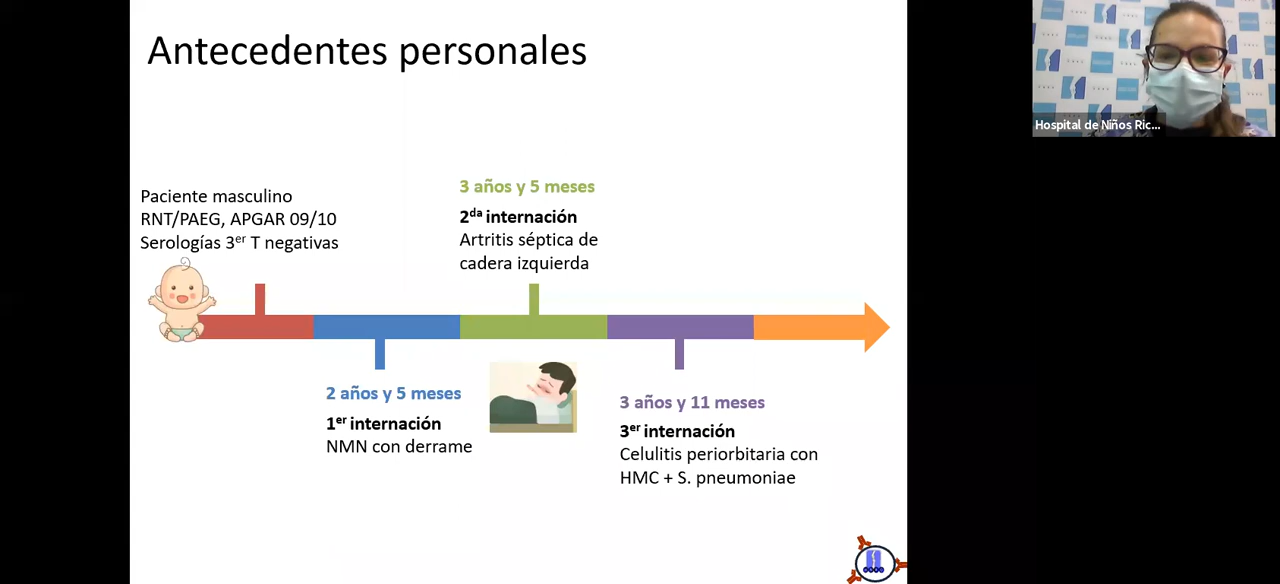 Antecedentes personales
Hospital de Niños Ric...
Paciente masculino
RNT/PAEG, APGAR 09/10
Serologías 3er T negativas
3 años y 5 meses
2da internación
Artritis séptica de
cadera izquierda
2 años y 5 meses
1er internación
NMN con derrame
3 años y 11 meses
3er internación
Celulitis periorbitaria con
HMC + S. pneumoniae